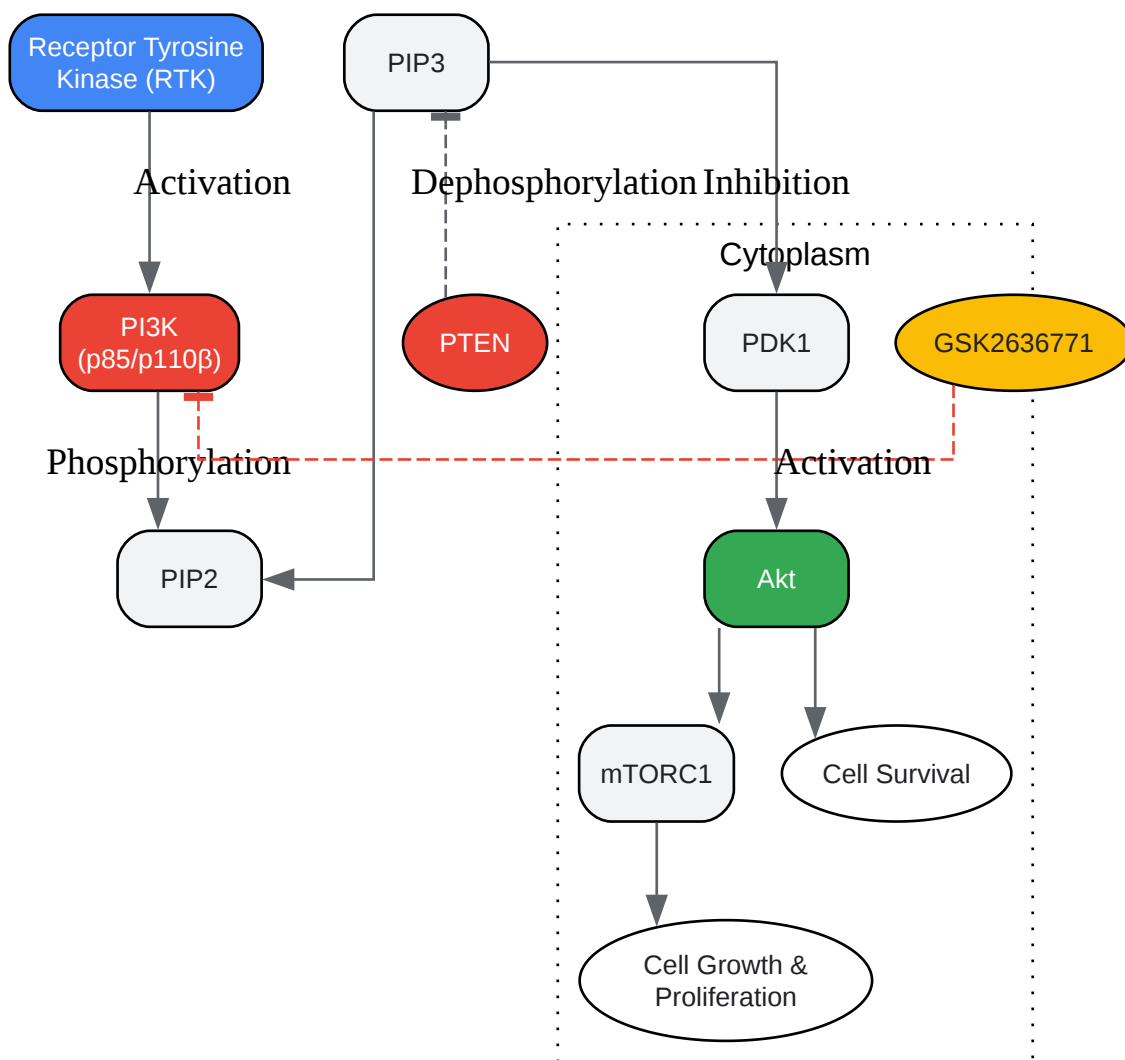 Receptor Tyrosine
Kinase (RTK)
PIP3
Activation
Dephosphorylation
Inhibition
Cytoplasm
PI3K
(p85/p110β)
PTEN
PDK1
GSK2636771
Phosphorylation
Activation
PIP2
Akt
mTORC1
Cell Survival
Cell Growth &
Proliferation